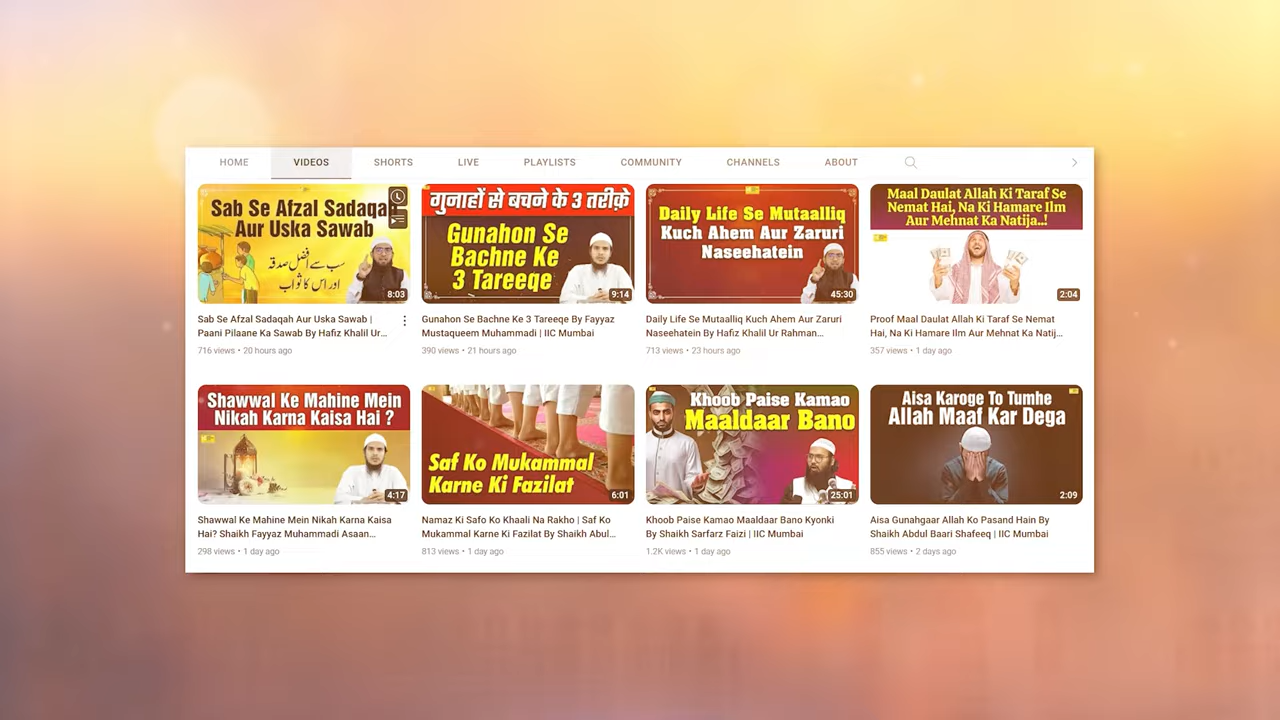 HOME VIDEOS SHORTS LIVE PLAYLISTS COMMUNITY CHANNELS ABOUT
Sab Se Afzal Sadaqa
Aur Uska Sawab
سب سے افضل صدقہ
اور اس کا ثواب
8:03
Sab Se Afzal Sadaqah Aur Uska Sawab |
Paani Pilaane Ka Sawab By Hafiz Khalil Ur...
716 views • 20 hours ago
गुनाहों से बचने के 3 तरीक़े
Gunahon Se
Bachne Ke
3 Tareeqe
9:14
Gunahon Se Bachne Ke 3 Tareeqe By Fayyaz
Mustaqueem Muhammadi | IIC Mumbai
390 views • 21 hours ago
Daily Life Se Mutaalliq
Kuch Ahem Aur Zaruri
Naseehatein
45:30
Daily Life Se Mutaalliq Kuch Ahem Aur Zaruri
Naseehatein By Hafiz Khalil Ur Rahman...
713 views • 23 hours ago
Maal Daulat Allah Ki Taraf Se
Nemat Hai, Na Ki Hamare Ilm
Aur Mehnat Ka Natija..!
2:04
Proof Maal Daulat Allah Ki Taraf Se Nemat
Hai, Na Ki Hamare Ilm Aur Mehnat Ka Natij...
357 views • 1 day ago
Shawwal Ke Mahine Mein
Nikah Karna Kaisa Hai ?
4:17
Shawwal Ke Mahine Mein Nikah Karna Kaisa
Hai? Shaikh Fayyaz Muhammadi Asaan...
298 views • 1 day ago
Saf Ko Mukammal
Karne Ki Fazilat
6:01
Namaz Ki Safo Ko Khaali Na Rakho | Saf Ko
Mukammal Karne Ki Fazilat By Shaikh Abul...
813 views • 1 day ago
Khoob Paise Kamao
Maaldaar Bano
25:01
Khoob Paise Kamao Maaldaar Bano Kyonki
By Shaikh Sarfarz Faizi | IIC Mumbai
1.2K views • 1 day ago
Aisa Karoge To Tumhe
Allah Maaf Kar Dega
2:09
Aisa Gunahgaar Allah Ko Pasand Hain By
Shaikh Abdul Baari Shafeeq | IIC Mumbai
855 views • 2 days ago